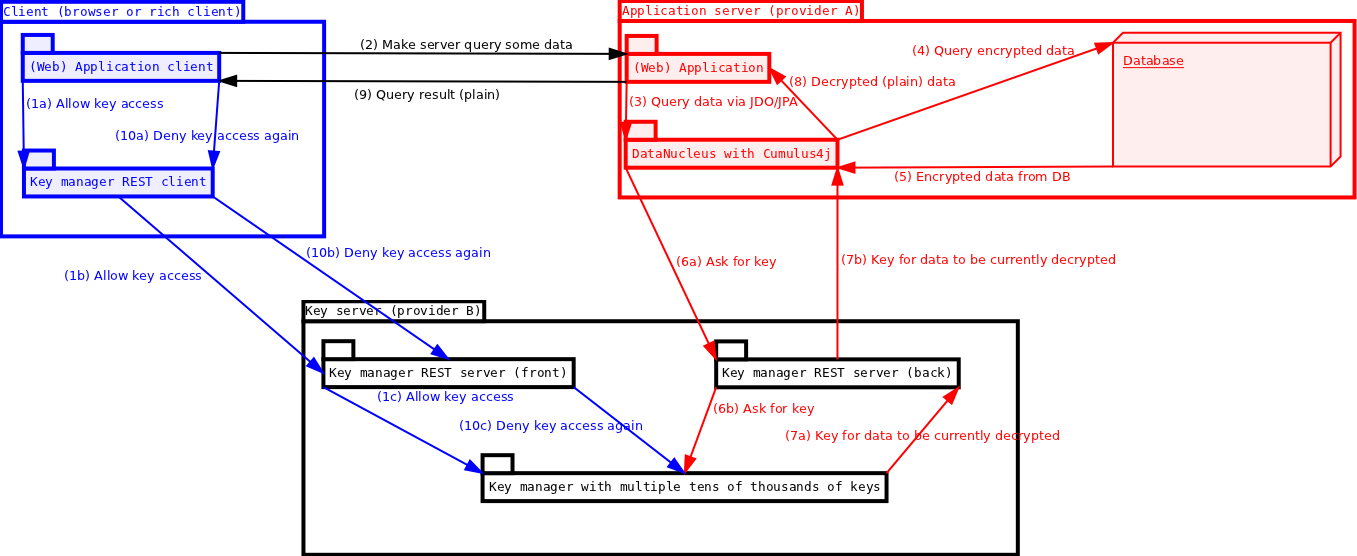 Client (browser or rich client)
Application server (provider A)
(2) Make server query some data
(4) Query encrypted data
Database
(Web) Application client
(Web) Application
(8) Decrypted (plain) data
(9) Query result (plain)
(1a) Allow key access
(3) Query data via JDO/JPA
(10a) Deny key access again
DataNucleus with Cumulus4j
(5) Encrypted data from DB
Key manager REST client
(10b) Deny key access again
(6a) Ask for key
(7b) Key for data to be currently decrypted
(1b) Allow key access
Key server (provider B)
Key manager REST server (front)
Key manager REST server (back)
(1c) Allow key access
(6b) Ask for key
(10c) Deny key access again
(7a) Key for data to be currently decrypted
Key manager with multiple tens of thousands of keys